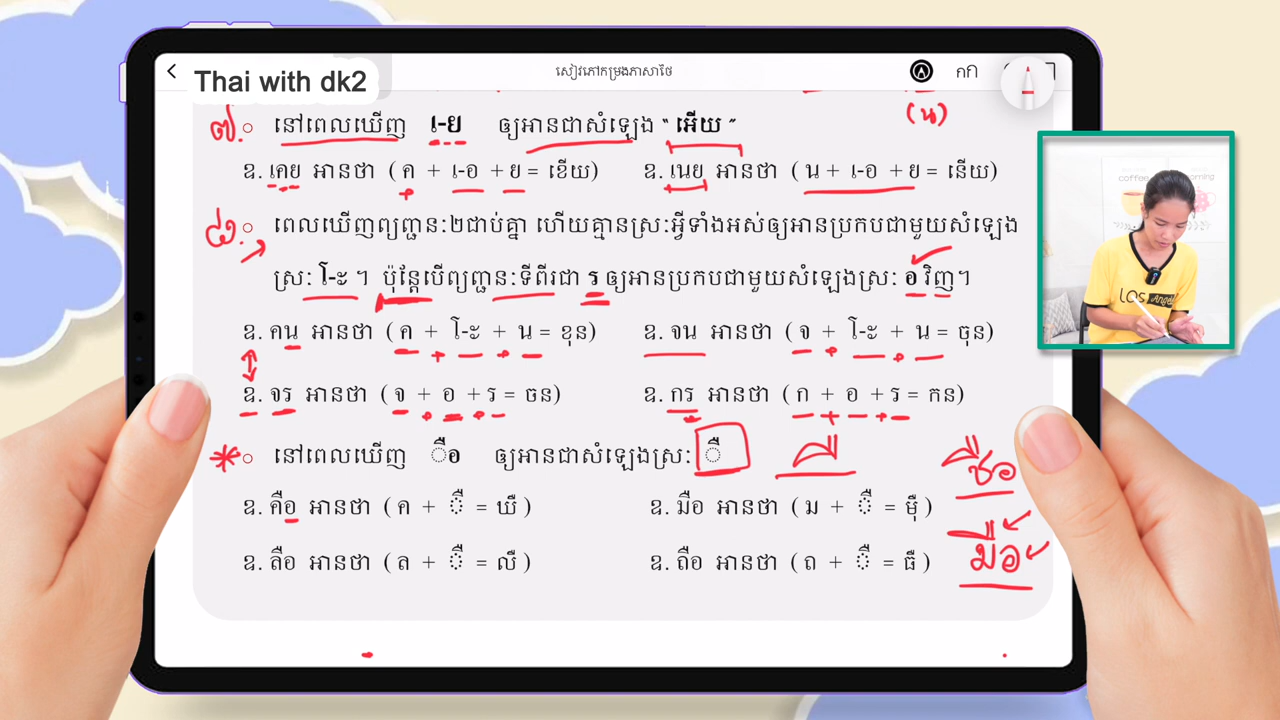 Thai with dk2
សៀវភៅកម្រងភាសាថៃ
កក
(น)
៧. នៅពេលឃើញ เ-ย ឲ្យអានជាសំឡេង “ អើយ ”
ឧ. เคย អានថា ( ค + เ-อ + ย = ខើយ) ឧ. เนย អានថា ( น + เ-อ + ย = នើយ)
៨. ពេលឃើញព្យញ្ជនៈ២ជាប់គ្នា ហើយគ្មានស្រៈអ្វីទាំងអស់ឲ្យអានប្រកបជាមួយសំឡេង
ស្រៈ โ-ะ ។ ប៉ុន្តែបើព្យញ្ជនៈទីពីរជា ร ឲ្យអានប្រកបជាមួយសំឡេងស្រៈ อ វិញ។
ឧ. คน អានថា ( ค + โ-ะ + น = ខុន) ឧ. จน អានថា ( จ + โ-ะ + น = ចុន)
ឧ. จร អានថា ( จ + อ + ร = ចន) ឧ. กร អានថា ( ก + อ + ร = កន)
* នៅពេលឃើញ ือ ឲ្យអានជាសំឡេងស្រៈ ឺ
ឧ. คือ អានថា ( ค + ือ = ឃឺ ) ឧ. มือ អានថា ( ม + ื = ម៉ឺ ) ชือ
ឧ. ลือ អានថា ( ล + ื = លឺ ) ឧ. ถือ អានថា ( ถ + ื = ធឺ ) มือ